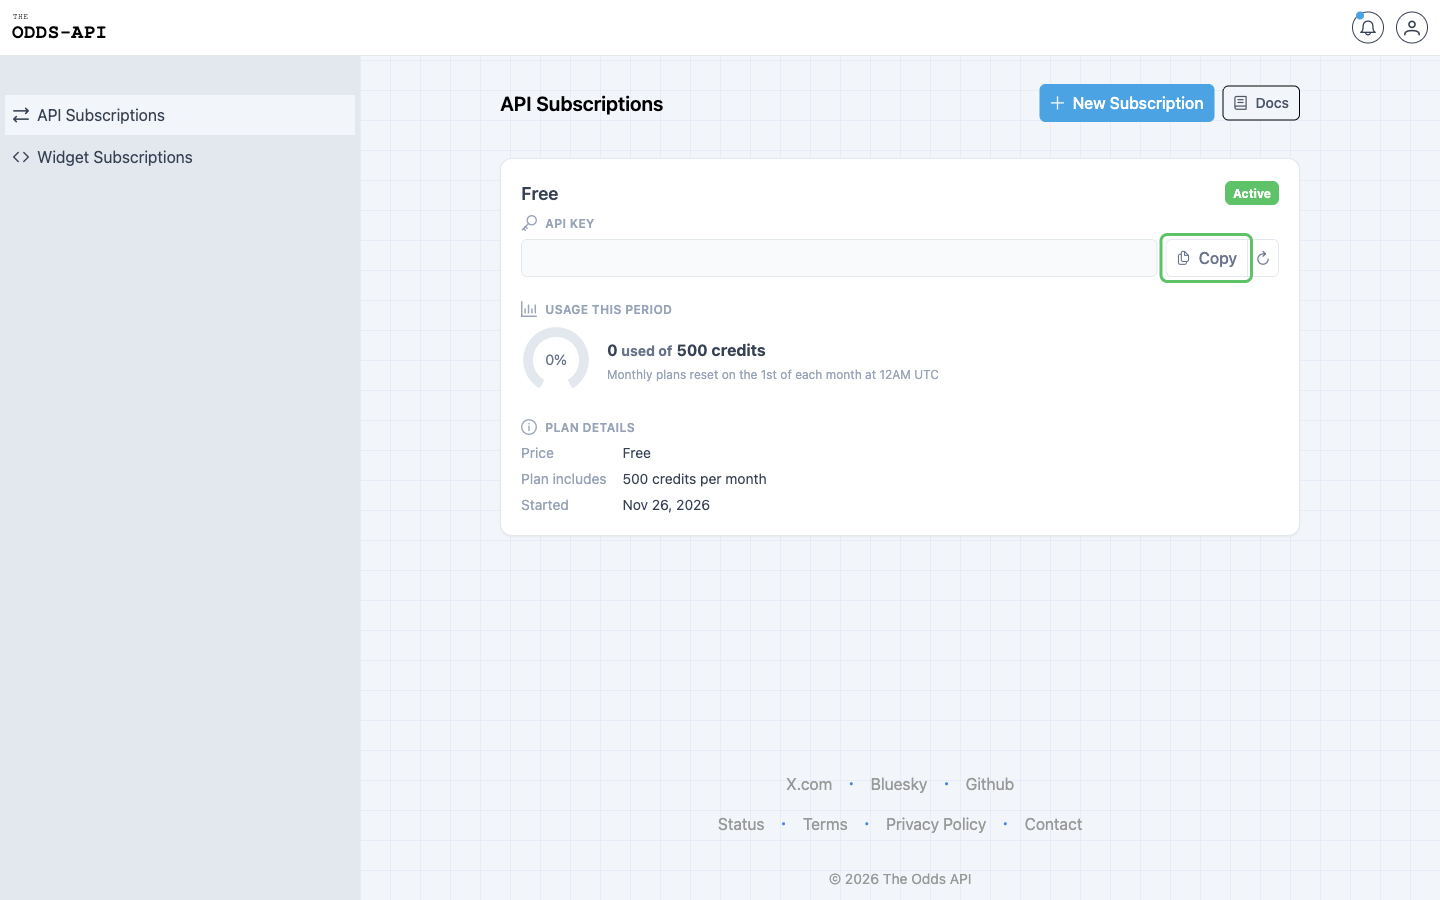 THE
ODDS-API
API Subscriptions
Widget Subscriptions
API Subscriptions
New Subscription
Docs
Free
Active
API KEY
Copy
USAGE THIS PERIOD
0%
0 used of 500 credits
Monthly plans reset on the 1st of each month at 12AM UTC
PLAN DETAILS
Price Free
Plan includes 500 credits per month
Started Nov 26, 2026
X.com • Bluesky • Github
Status • Terms • Privacy Policy • Contact
© 2026 The Odds API